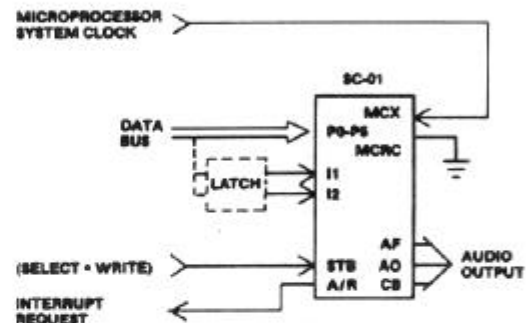 MICROPROCESSOR
SYSTEM CLOCK
SC-01
MCX
DATA
BUS
P0-P5
MCRC
LATCH
I1
I2
AF
(SELECT • WRITE)
STB
AO
AUDIO
OUTPUT
A/R
CB
INTERRUPT
REQUEST